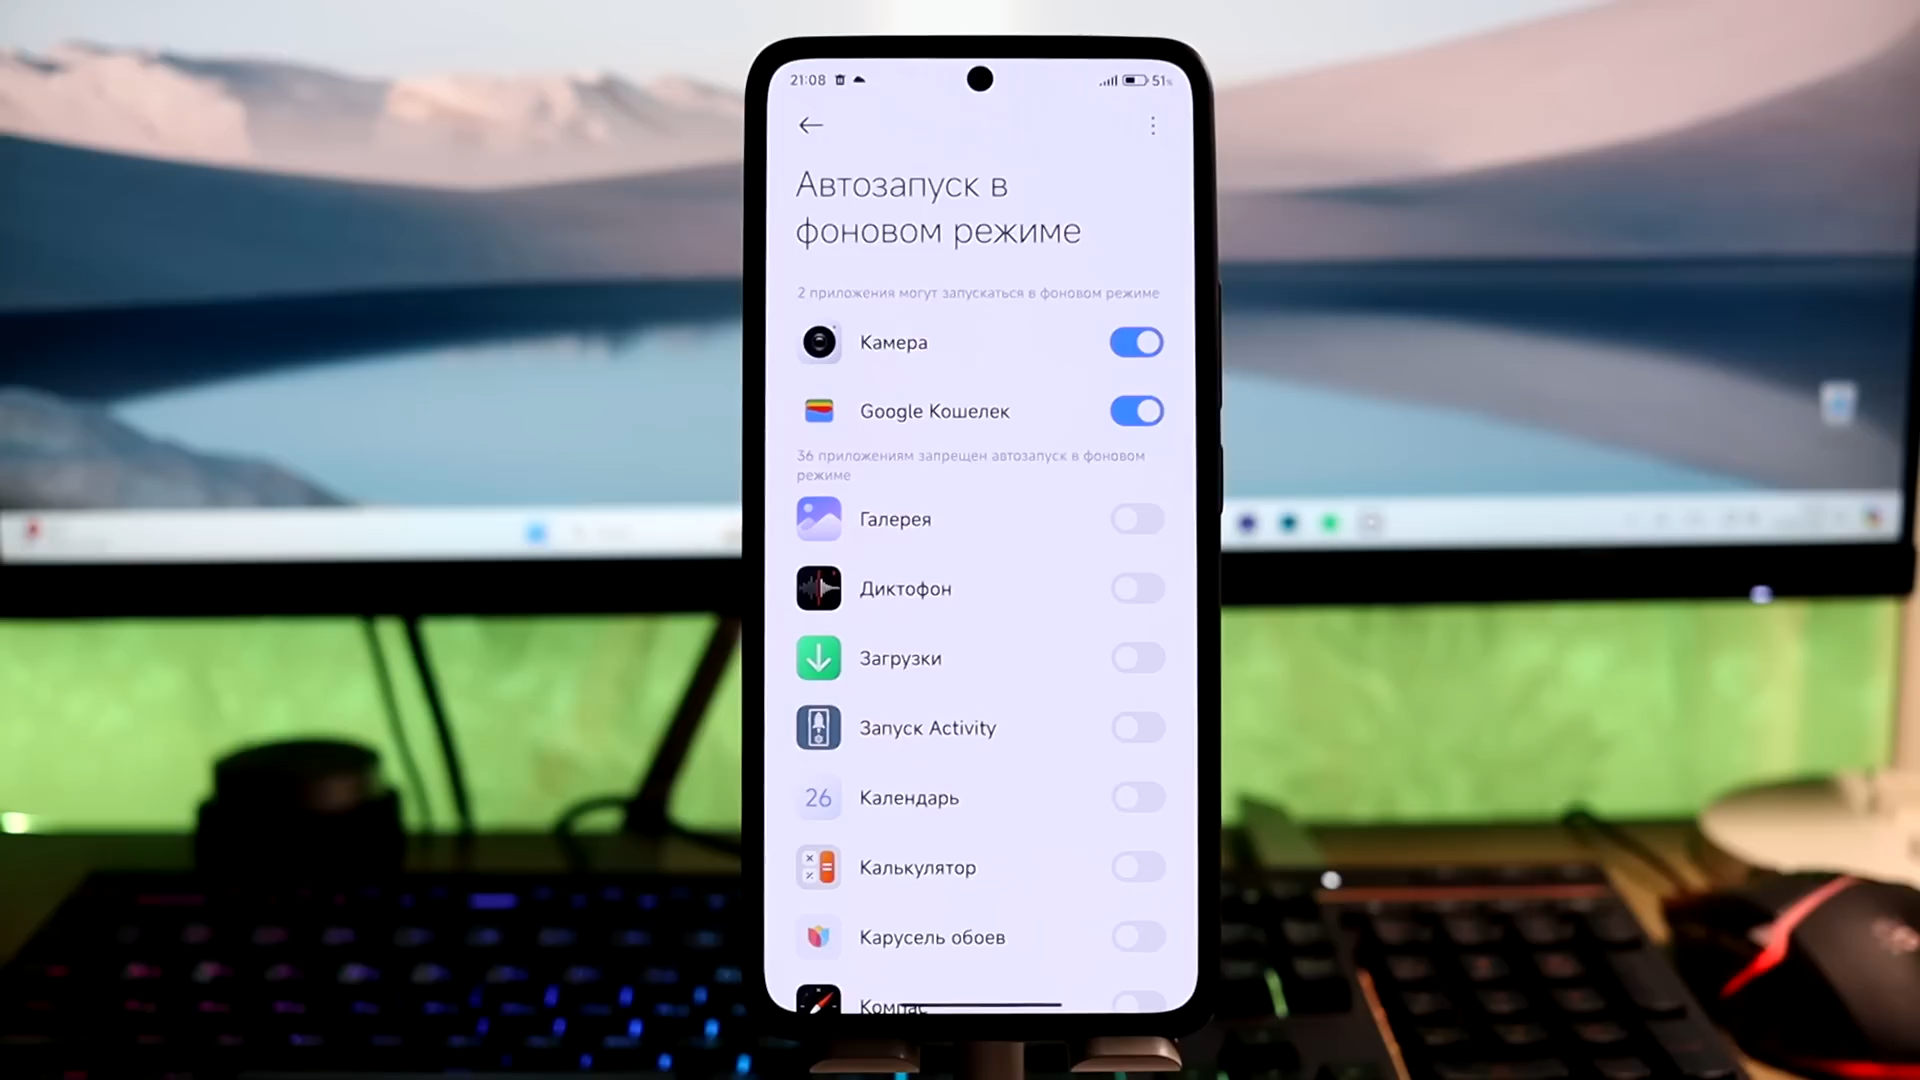 21:08
51%
Автозапуск в
фоновом режиме
2 приложения могут запускаться в фоновом режиме
Камера
Google Кошелек
36 приложениям запрещен автозапуск в фоновом
режиме
Галерея
Диктофон
Загрузки
Запуск Activity
26 Календарь
Калькулятор
Карусель обоев
Компас